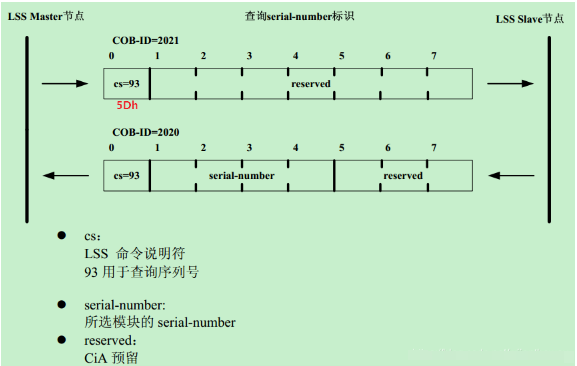 LSS Master节点
查询serial-number标识
LSS Slave节点
COB-ID=2021
0 1 2 3 4 5 6 7
cs=93 reserved
5Dh
COB-ID=2020
0 1 2 3 4 5 6 7
cs=93 serial-number reserved
● cs：
LSS 命令说明符
93 用于查询序列号
● serial-number:
所选模块的 serial-number
● reserved：
CiA 预留